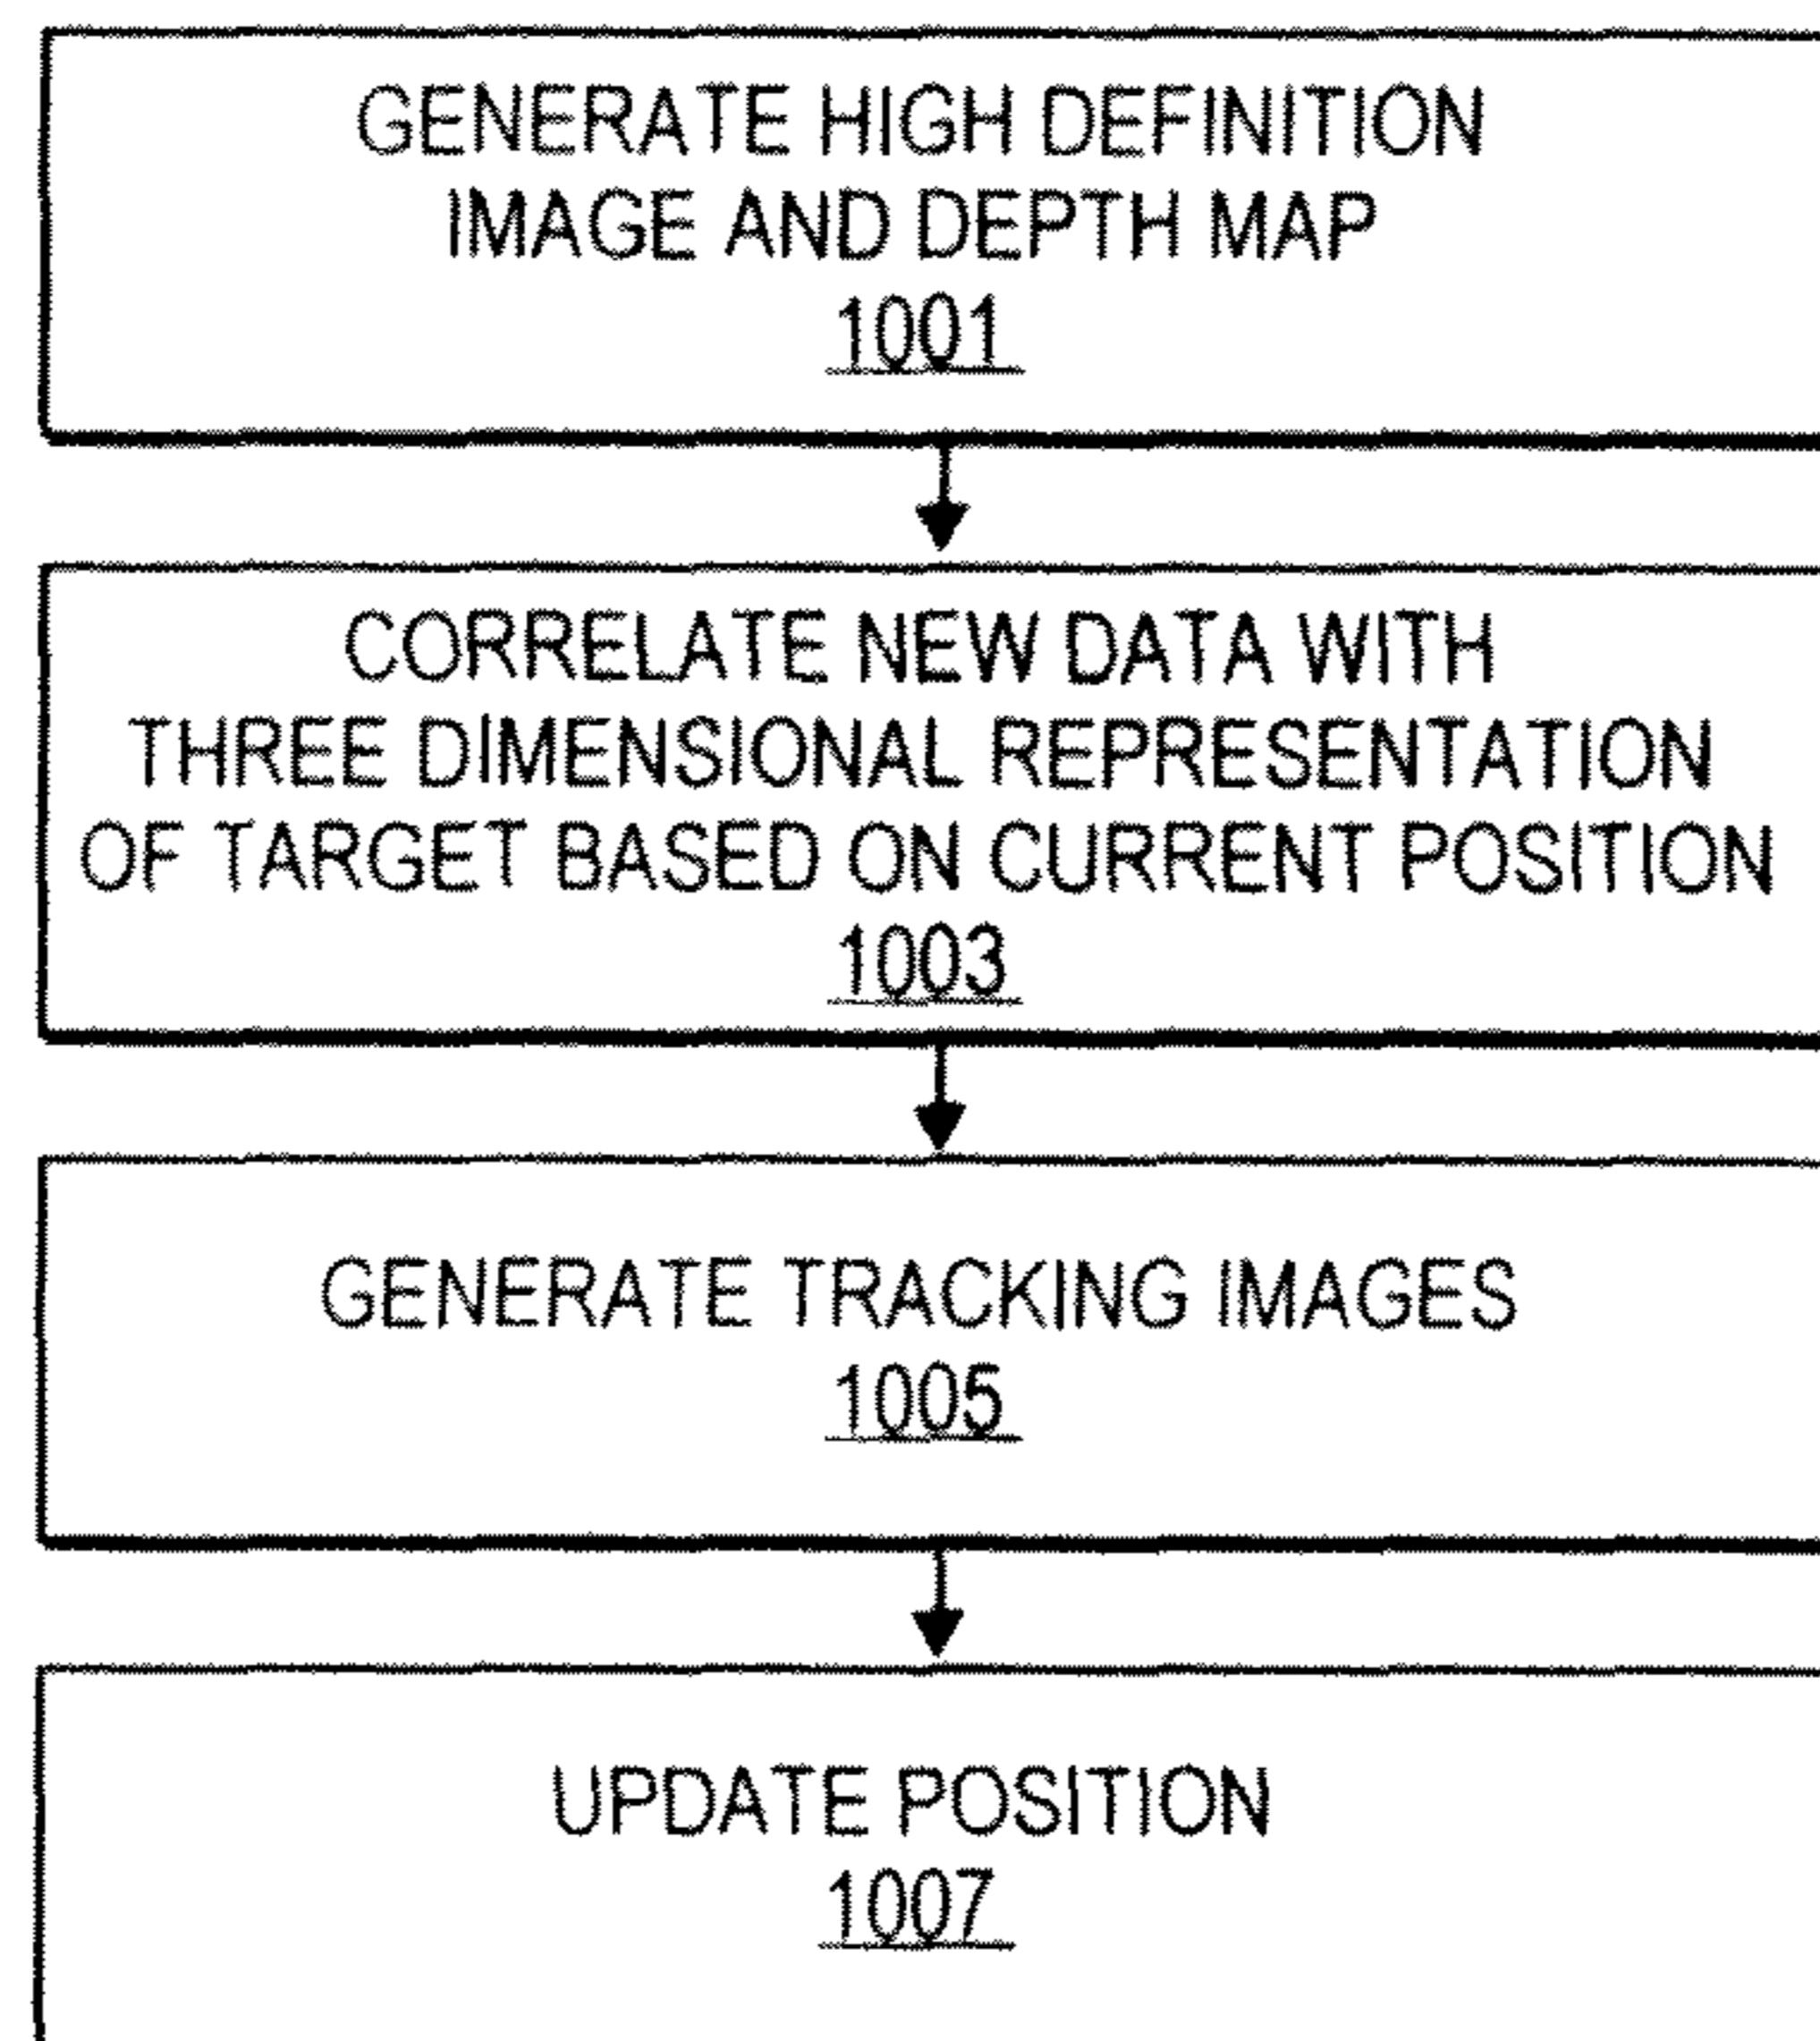 GENERATE HIGH DEFINITION
IMAGE AND DEPTH MAP
1001
CORRELATE NEW DATA WITH
THREE DIMENSIONAL REPRESENTATION
OF TARGET BASED ON CURRENT POSITION
1003
GENERATE TRACKING IMAGES
1005
UPDATE POSITION
1007